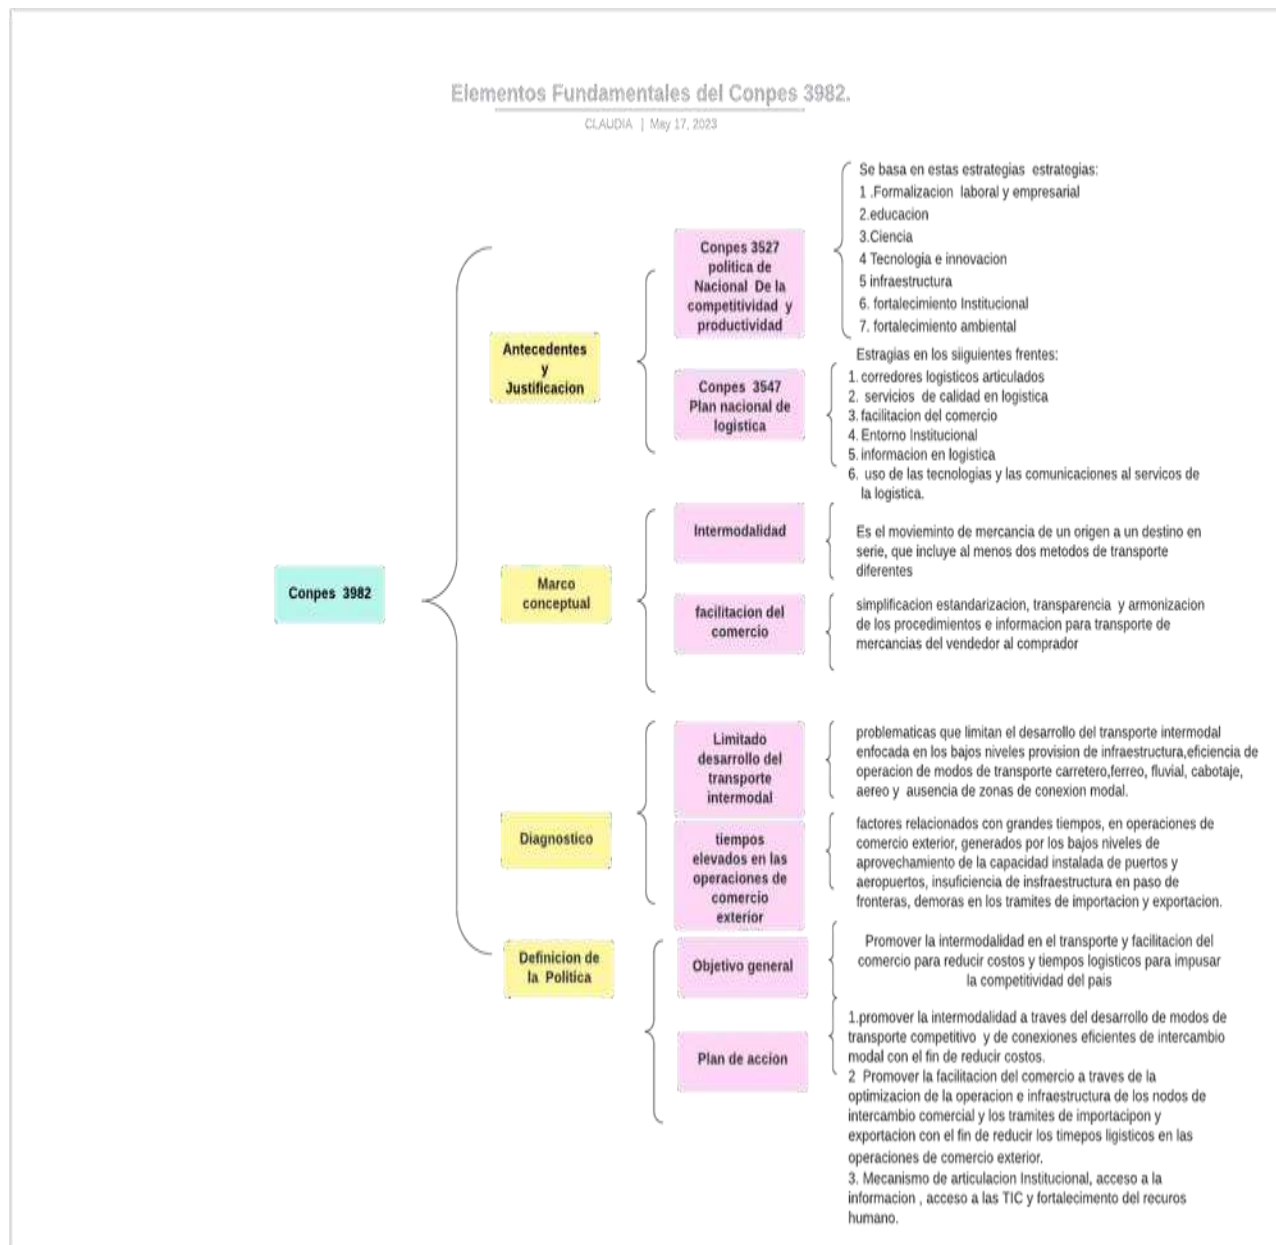 Elementos Fundamentales del Conpes 3982.
CLAUDIA | May 17, 2023
Conpes 3982
Antecedentes
y
Justificacion
Conpes 3527
politica de
Nacional De la
competitividad y
productividad
Se basa en estas estrategias estrategias:
1 .Formalizacion laboral y empresarial
2.educacion
3.Ciencia
4 Tecnologia e innovacion
5 infraestructura
6. fortalecimiento Institucional
7. fortalecimiento ambiental
Conpes 3547
Plan nacional de
logistica
Estragias en los siiguientes frentes:
1. corredores logisticos articulados
2. servicios de calidad en logistica
3. facilitacion del comercio
4. Entorno Institucional
5. informacion en logistica
6. uso de las tecnologias y las comunicaciones al servicos de
la logistica.
Marco
conceptual
Intermodalidad
Es el movieminto de mercancia de un origen a un destino en
serie, que incluye al menos dos metodos de transporte
diferentes
facilitacion del
comercio
simplificacion estandarizacion, transparencia y armonizacion
de los procedimientos e informacion para transporte de
mercancias del vendedor al comprador
Diagnostico
Limitado
desarrollo del
transporte
intermodal
problematicas que limitan el desarrollo del transporte intermodal
enfocada en los bajos niveles provision de infraestructura,eficiencia de
operacion de modos de transporte carretero,ferreo, fluvial, cabotaje,
aereo y ausencia de zonas de conexion modal.
tiempos
elevados en las
operaciones de
comercio
exterior
factores relacionados con grandes tiempos, en operaciones de
comercio exterior, generados por los bajos niveles de
aprovechamiento de la capacidad instalada de puertos y
aeropuertos, insuficiencia de insfraestructura en paso de
fronteras, demoras en los tramites de importacion y exportacion.
Definicion de
la Politica
Objetivo general
Promover la intermodalidad en el transporte y facilitacion del
comercio para reducir costos y tiempos logisticos para impusar
la competitividad del pais
Plan de accion
1.promover la intermodalidad a traves del desarrollo de modos de
transporte competitivo y de conexiones eficientes de intercambio
modal con el fin de reducir costos.
2 Promover la facilitacion del comercio a traves de la
optimizacion de la operacion e infraestructura de los nodos de
intercambio comercial y los tramites de importacipon y
exportacion con el fin de reducir los timepos ligisticos en las
operaciones de comercio exterior.
3. Mecanismo de articulacion Institucional, acceso a la
informacion , acceso a las TIC y fortalecimento del recuros
humano.